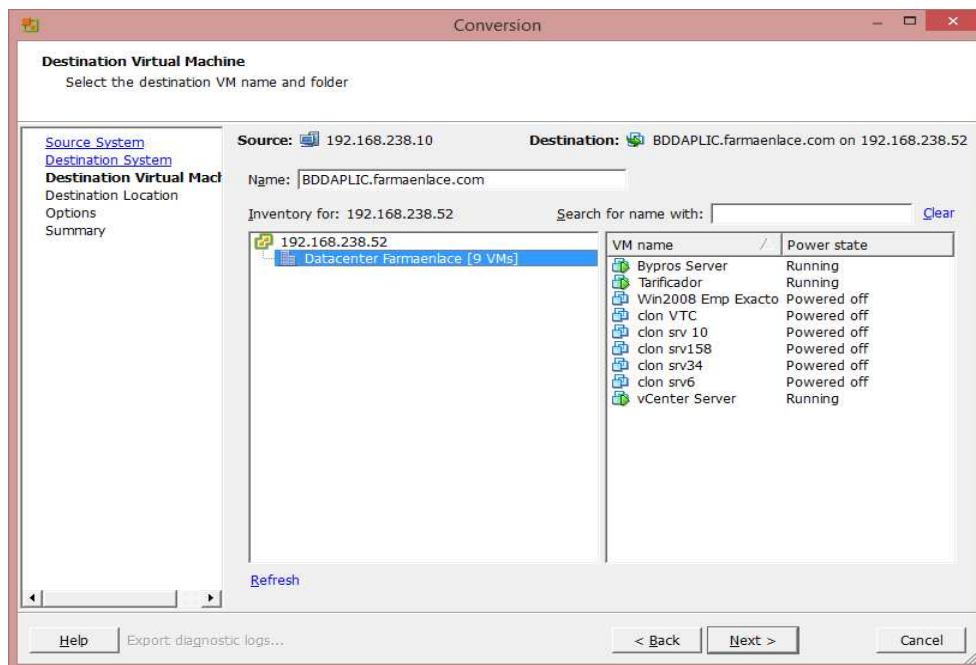 Conversion
Destination Virtual Machine
Select the destination VM name and folder
Source System
Destination System
Destination Virtual Mach
Destination Location
Options
Summary
Source: 192.168.238.10 Destination: BDDAPLIC.farmaenlace.com on 192.168.238.52
Name: BDDAPLIC.farmaenlace.com
Inventory for: 192.168.238.52 Search for name with: Clear
192.168.238.52
Datacenter Farmaenlace [9 VMs]
VM name Power state
Bypros Server Running
Tarificador Running
Win2008 Emp Exacto Powered off
clon VTC Powered off
clon srv 10 Powered off
clon srv158 Powered off
clon srv34 Powered off
clon srv6 Powered off
vCenter Server Running
Refresh
Help Export diagnostic logs... < Back Next > Cancel